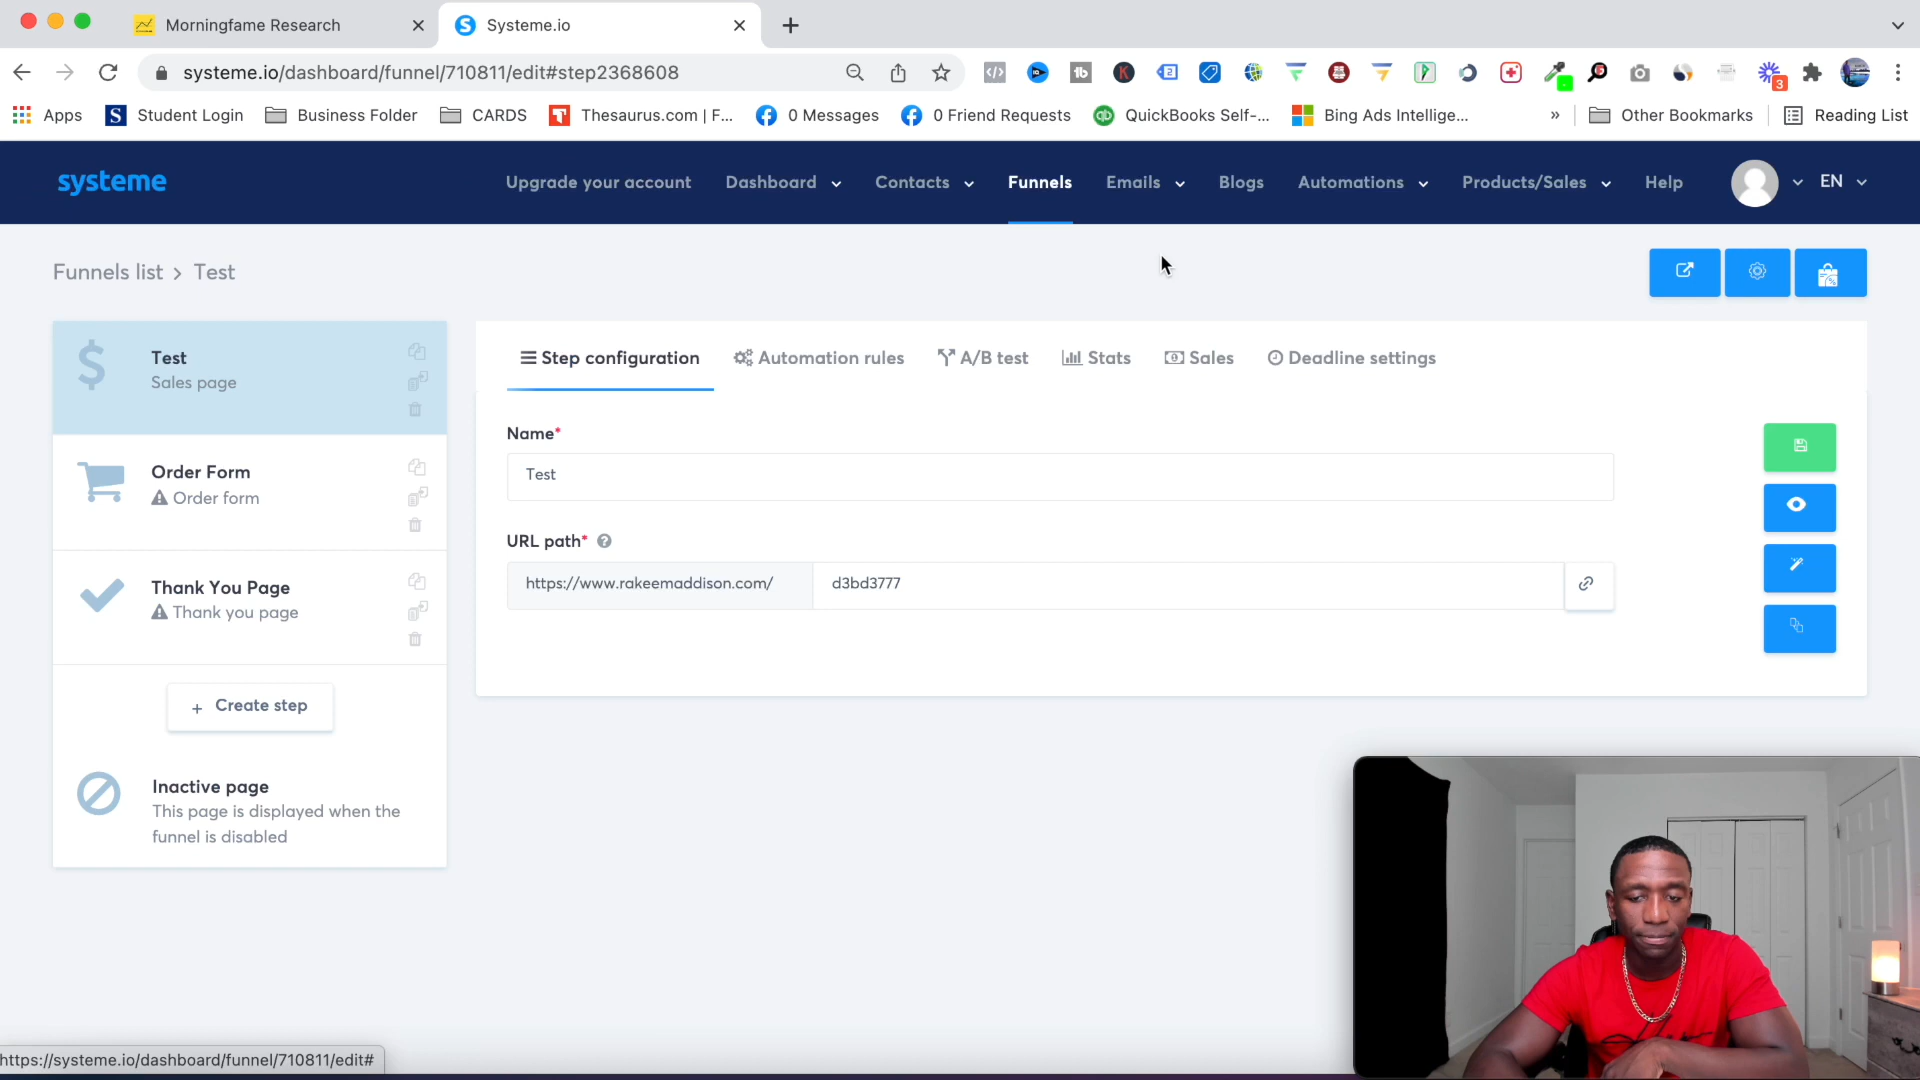 Morningfame Research
Systeme.io
systeme.io/dashboard/funnel/710811/edit#step2368608
Apps
Student Login
Business Folder
CARDS
Thesaurus.com | F...
0 Messages
0 Friend Requests
QuickBooks Self-...
Bing Ads Intellige...
»
Other Bookmarks
Reading List
systeme
Upgrade your account
Dashboard
Contacts
Funnels
Emails
Blogs
Automations
Products/Sales
Help
EN
Funnels list > Test
Test
Sales page
Order Form
Order form
Thank You Page
Thank you page
+ Create step
Inactive page
This page is displayed when the
funnel is disabled
Step configuration
Automation rules
A/B test
Stats
Sales
Deadline settings
Name*
Test
URL path*
https://www.rakeemaddison.com/
d3bd3777
https://systeme.io/dashboard/funnel/710811/edit#